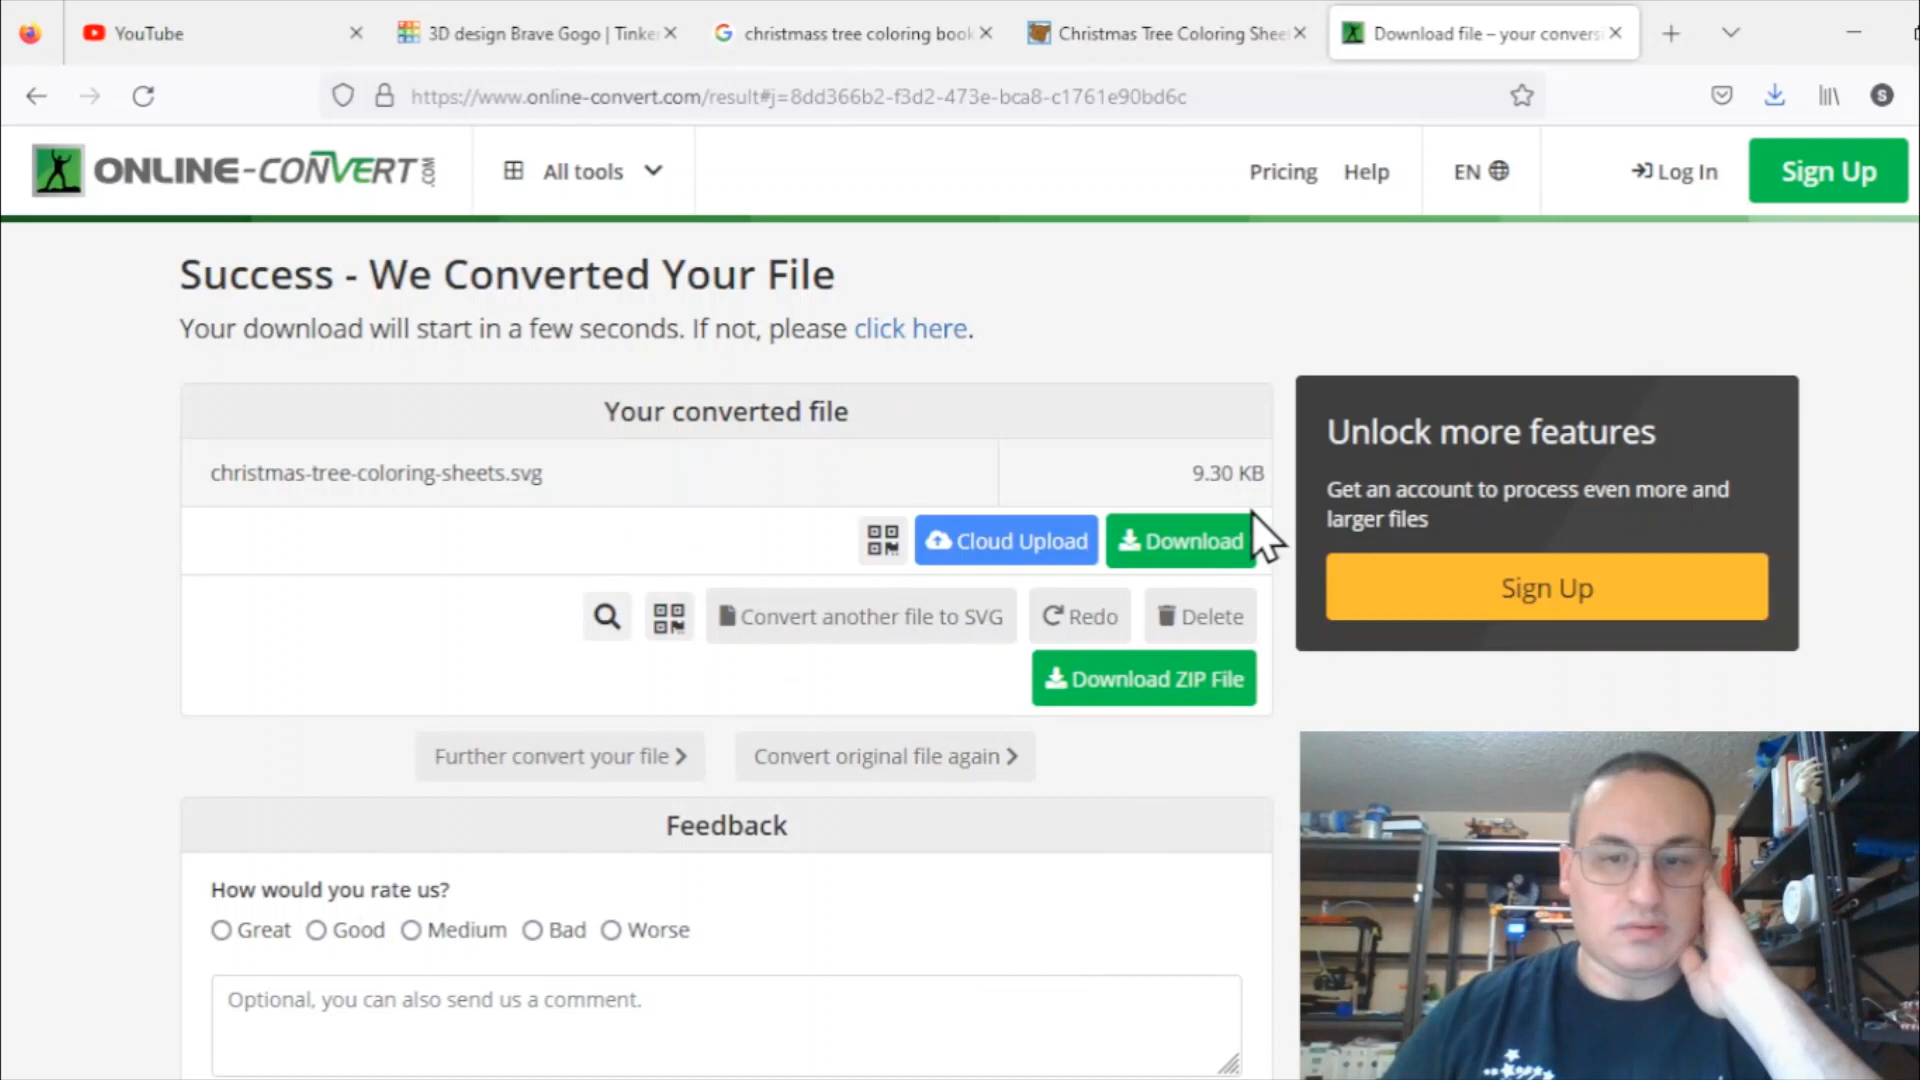 YouTube
3D design Brave Gogo | Tinke
christmass tree coloring book
Christmas Tree Coloring Shee
Download file – your convers
https://www.online-convert.com/result#j=8dd366b2-f3d2-473e-bca8-c1761e90bd6c
S
ONLINE-CONVERT.COM
All tools
Pricing
Help
EN
Log In
Sign Up
Success - We Converted Your File
Your download will start in a few seconds. If not, please click here.
Your converted file
christmas-tree-coloring-sheets.svg
9.30 KB
Cloud Upload
Download
Convert another file to SVG
Redo
Delete
Download ZIP File
Further convert your file
Convert original file again
Unlock more features
Get an account to process even more and
larger files
Sign Up
Feedback
How would you rate us?
Great
Good
Medium
Bad
Worse
Optional, you can also send us a comment.